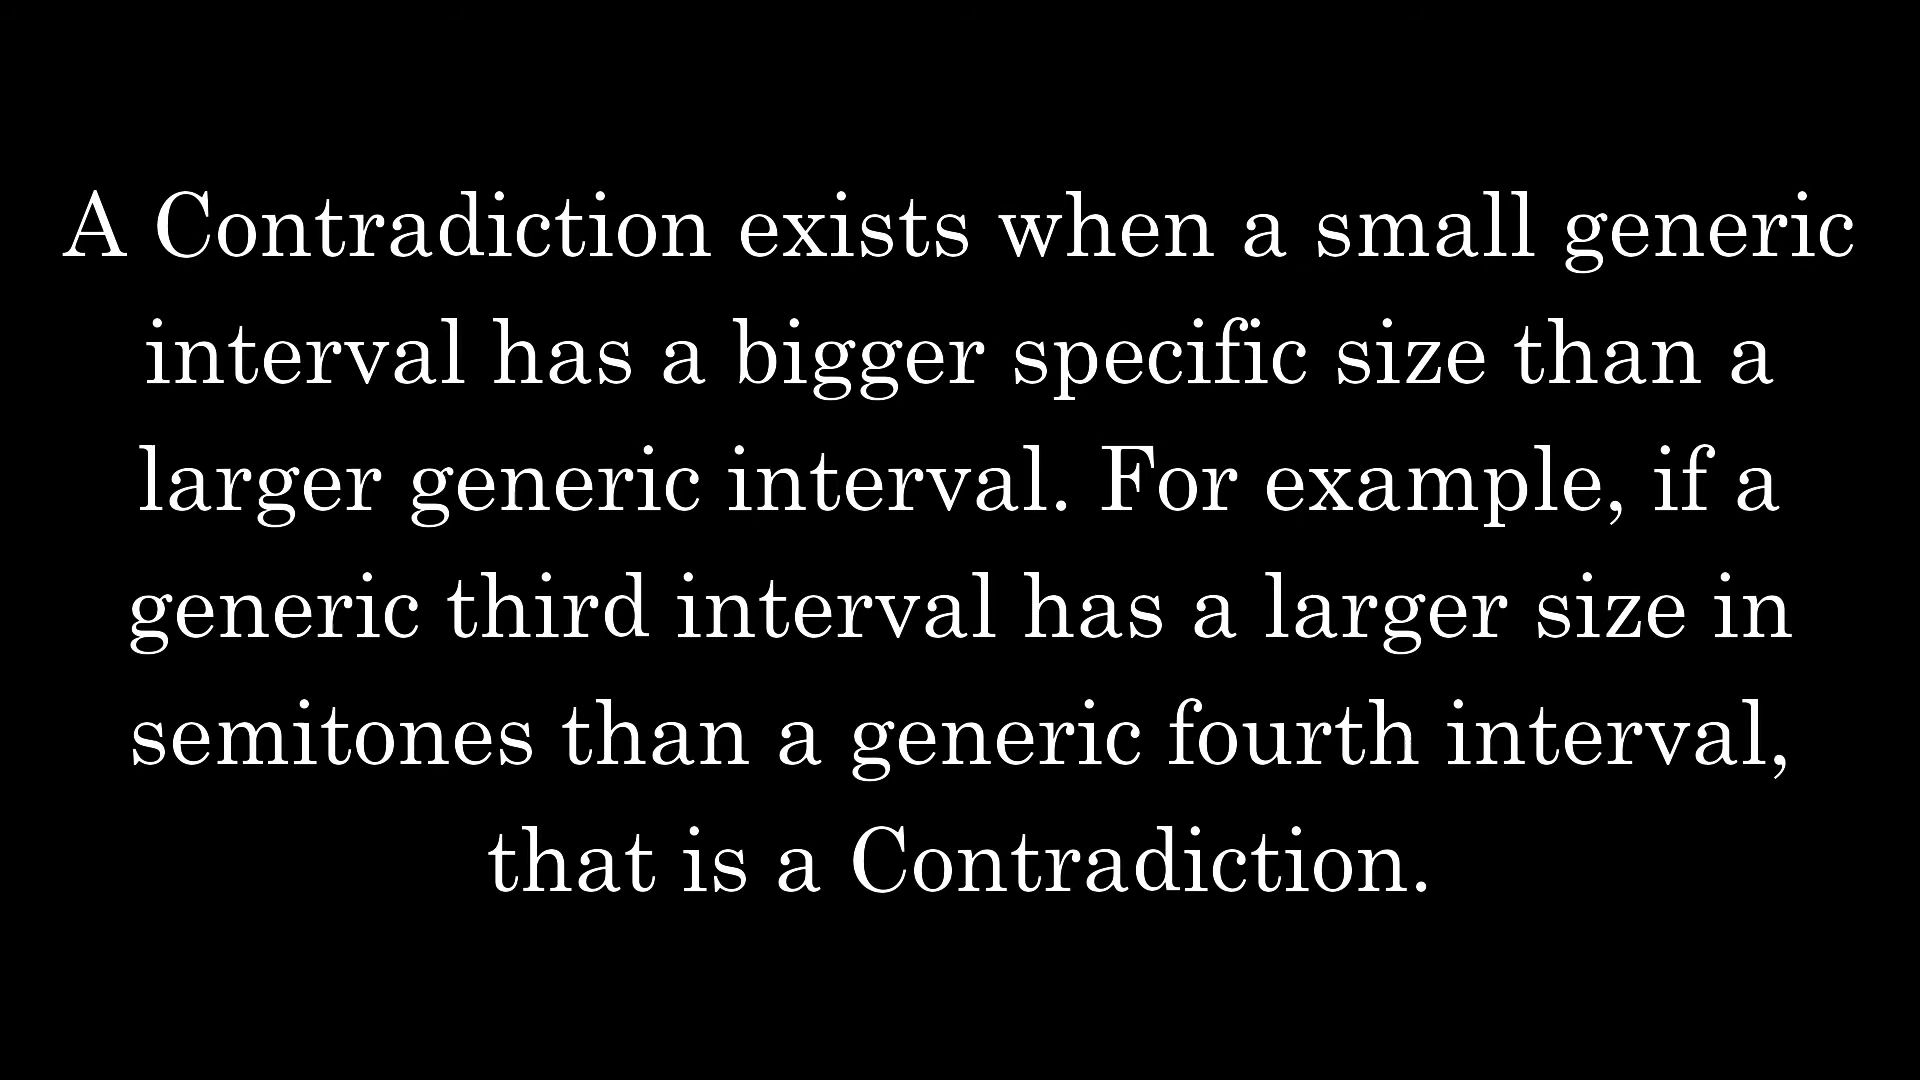 A Contradiction exists when a small generic
interval has a bigger specific size than a
larger generic interval. For example, if a
generic third interval has a larger size in
semitones than a generic fourth interval,
that is a Contradiction.